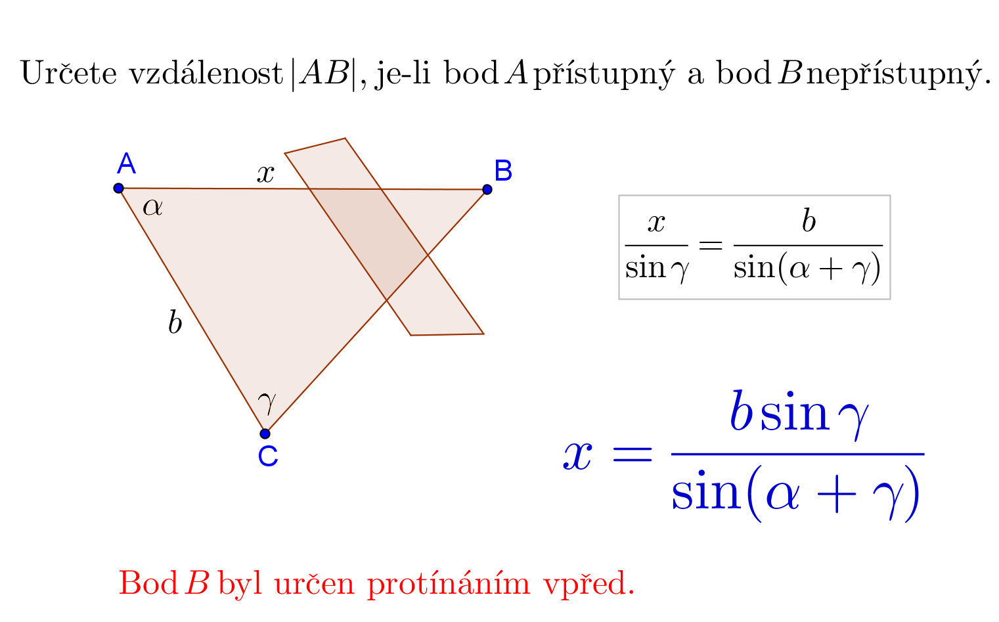 Určete vzdálenost |AB|, je-li bod A přístupný a bod B nepřístupný.
A
x
B
α
x/sin γ = b/sin(α + γ)
b
γ
C
x = b sin γ/sin(α + γ)
Bod B byl určen protínáním vpřed.